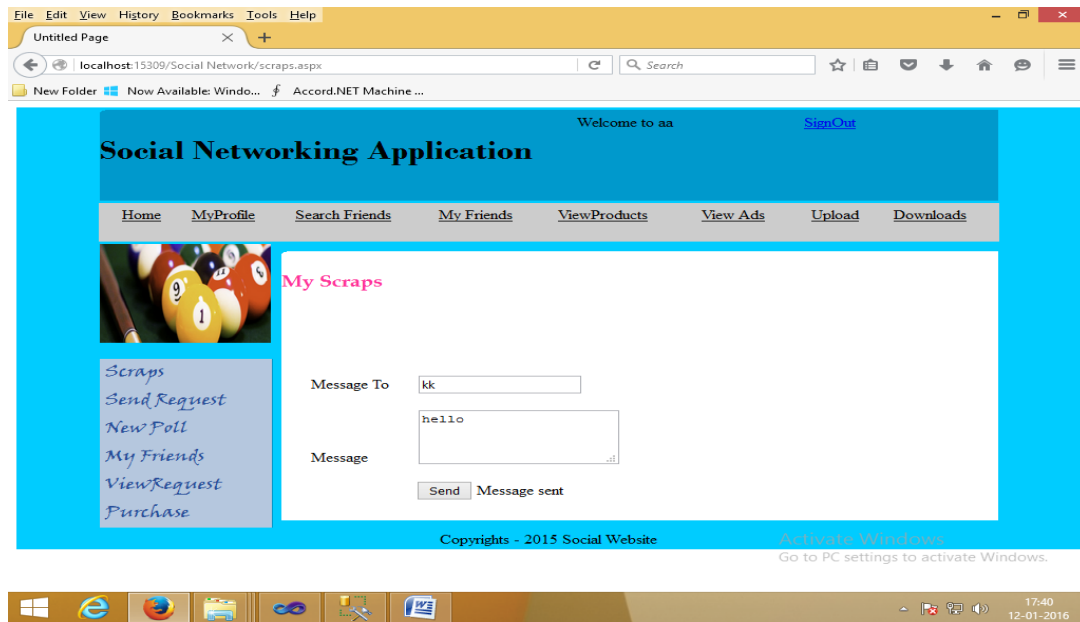 File Edit View History Bookmarks Tools Help
Untitled Page
localhost:15309/Social Network/scraps.aspx
Search
New Folder Now Available: Windo... Accord.NET Machine ...
Welcome to aa SignOut
Social Networking Application
Home MyProfile Search Friends My Friends ViewProducts View Ads Upload Downloads
9
1
8
My Scraps
Scraps
Send Request
New Poll
My Friends
ViewRequest
Purchase
Message To kk
hello
Message
Send Message sent
Copyrights - 2015 Social Website
Activate Windows
Go to PC settings to activate Windows.
17:40
12-01-2016